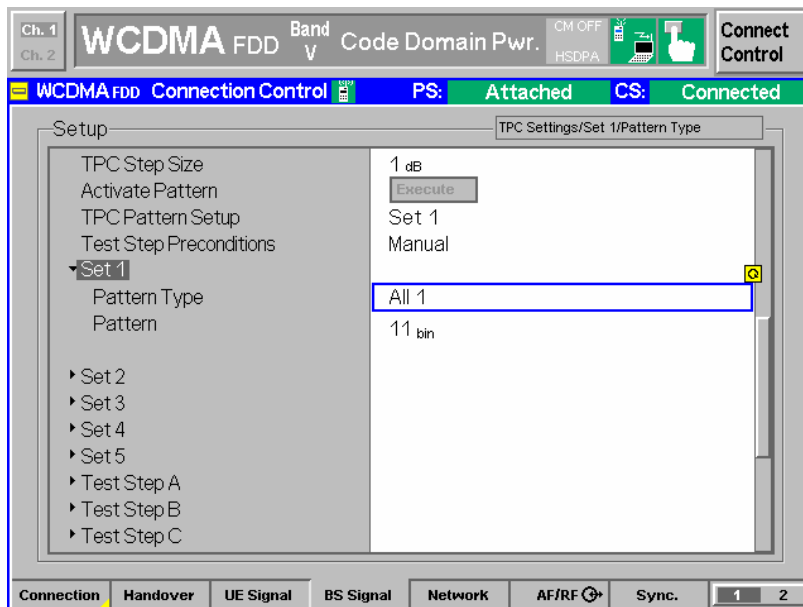 Ch. 1
Ch. 2
WCDMA FDD Band V Code Domain Pwr.
CM OFF
HSDPA
Connect Control
WCDMA FDD Connection Control PS: Attached CS: Connected
Setup
TPC Settings/Set 1/Pattern Type
TPC Step Size 1 dB
Activate Pattern Execute
TPC Pattern Setup Set 1
Test Step Preconditions Manual
Set 1
Pattern Type All 1
Pattern 11 bin
Set 2
Set 3
Set 4
Set 5
Test Step A
Test Step B
Test Step C
Connection Handover UE Signal BS Signal Network AF/RF Sync. 1 2